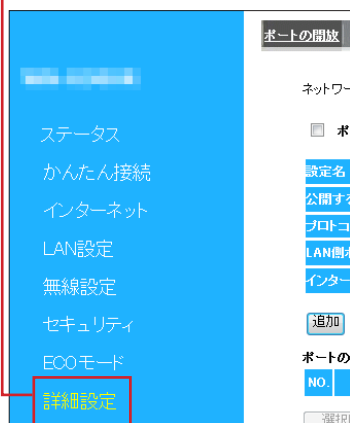 ポートの開放
ネットワー
ステータス
かんたん接続
インターネット
LAN設定
無線設定
セキュリティ
ECOモード
詳細設定
ポ
設定名
公開する
プロトコ
LAN側ポ
インター
追加
ポートの
NO.
選択